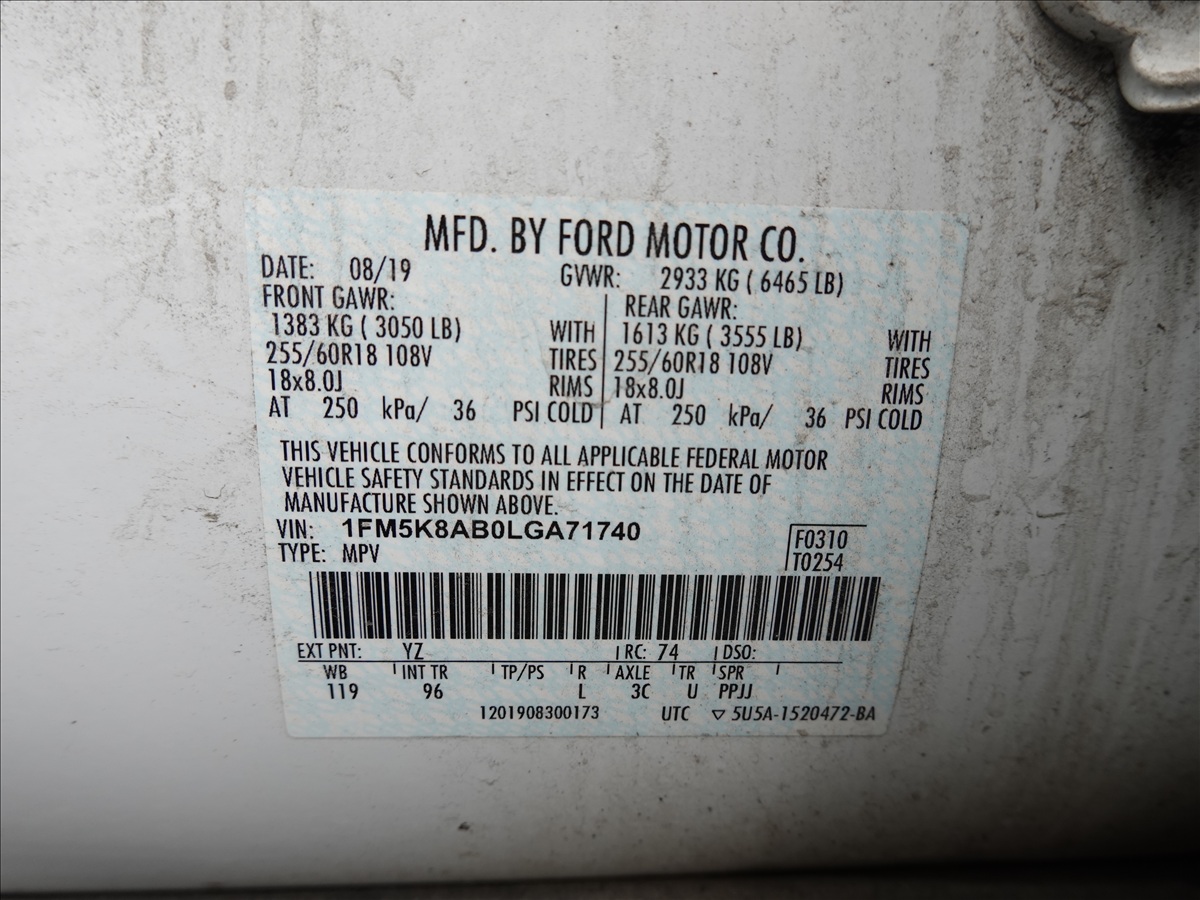 MFD. BY FORD MOTOR CO.
DATE: 08/19 GVWR: 2933 KG ( 6465 LB)
FRONT GAWR: REAR GAWR:
1383 KG ( 3050 LB) WITH 1613 KG ( 3555 LB) WITH
255/60R18 108V TIRES 255/60R18 108V TIRES
18x8.0J RIMS 18x8.0J RIMS
AT 250 kPa/ 36 PSI COLD AT 250 kPa/ 36 PSI COLD
THIS VEHICLE CONFORMS TO ALL APPLICABLE FEDERAL MOTOR
VEHICLE SAFETY STANDARDS IN EFFECT ON THE DATE OF
MANUFACTURE SHOWN ABOVE.
VIN: 1FM5K8AB0LGA71740 F0310
TYPE: MPV T0254
EXT PNT: YZ RC: 74 DSO:
WB INT TR TP/PS R AXLE TR SPR
119 96 L 3C U PPJJ
1201908300173 UTC ▽ 5U5A-1520472-BA